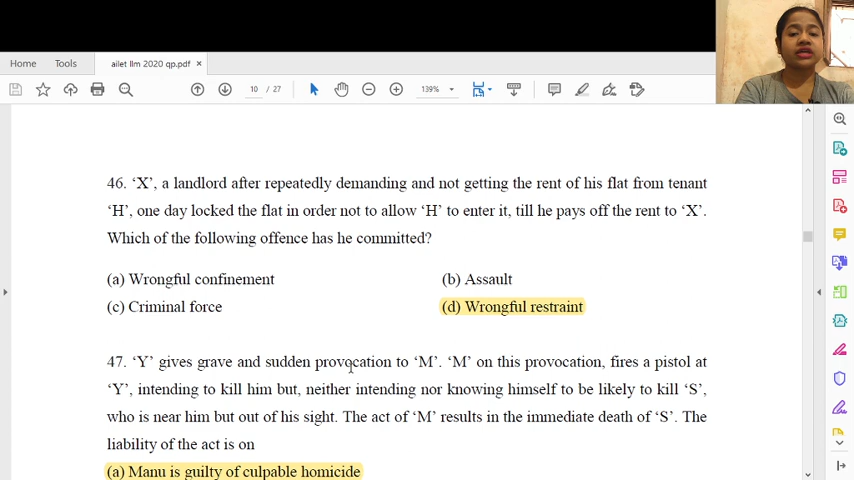 Home
Tools
ailet llm 2020 qp.pdf
×
10 / 27
139%
46. ‘X’, a landlord after repeatedly demanding and not getting the rent of his flat from tenant
‘H’, one day locked the flat in order not to allow ‘H’ to enter it, till he pays off the rent to ‘X’.
Which of the following offence has he committed?
(a) Wrongful confinement
(b) Assault
(c) Criminal force
(d) Wrongful restraint
47. ‘Y’ gives grave and sudden provocation to ‘M’. ‘M’ on this provocation, fires a pistol at
‘Y’, intending to kill him but, neither intending nor knowing himself to be likely to kill ‘S’,
who is near him but out of his sight. The act of ‘M’ results in the immediate death of ‘S’. The
liability of the act is on
(a) Manu is guilty of culpable homicide